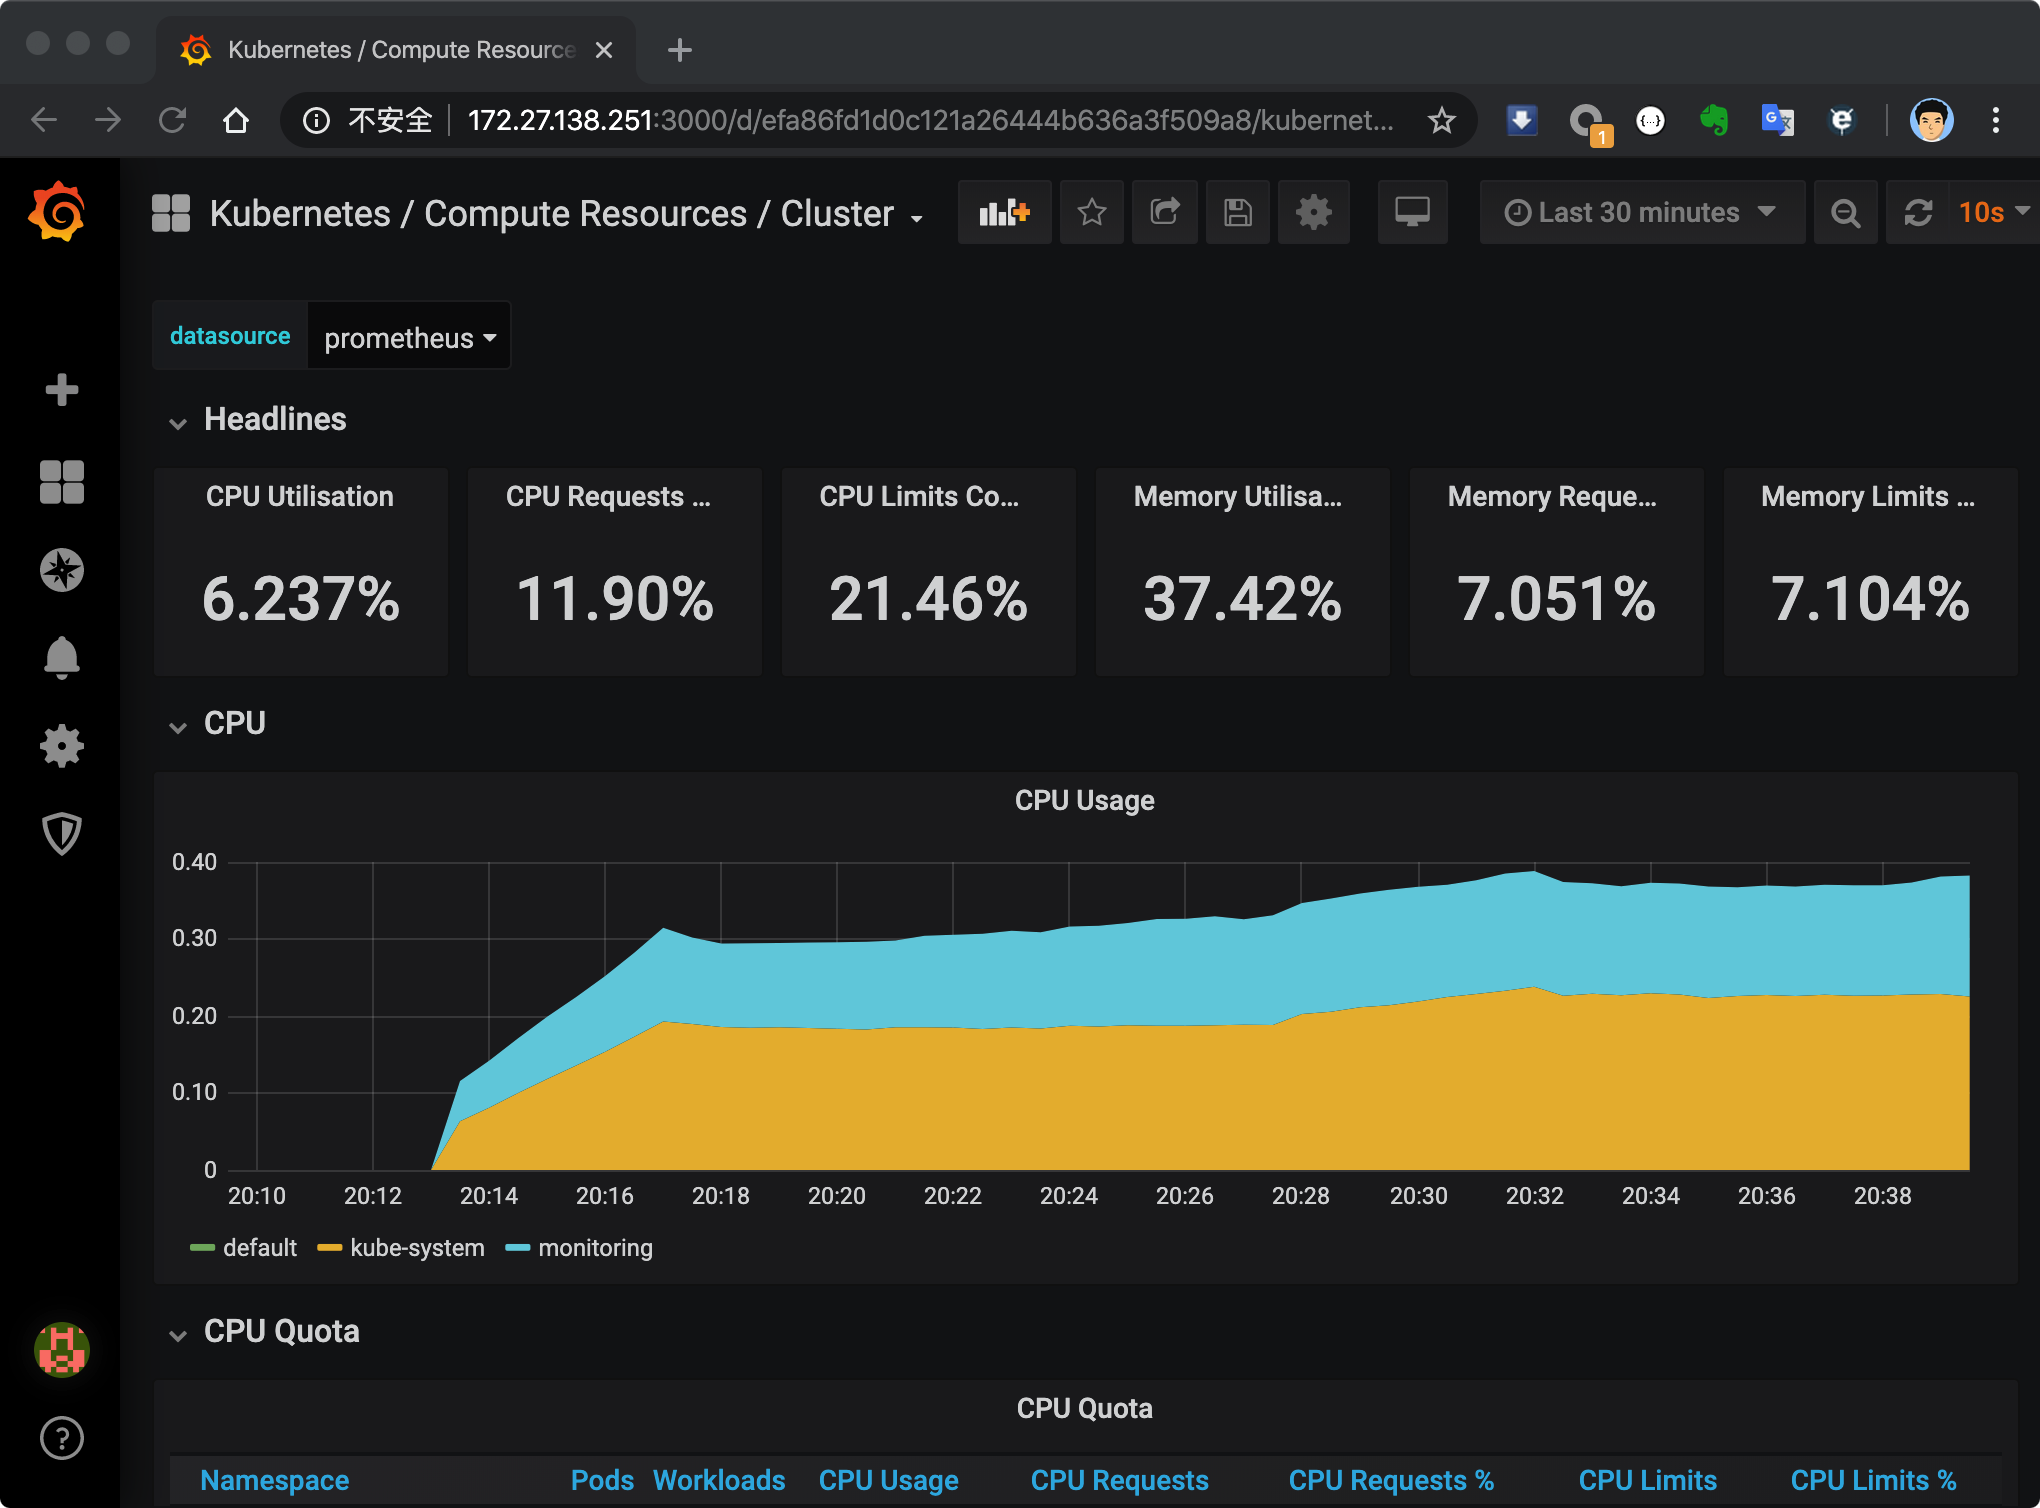 Kubernetes / Compute Resource
不安全 172.27.138.251:3000/d/efa86fd1d0c121a26444b636a3f509a8/kubernet...
1
Kubernetes / Compute Resources / Cluster
Last 30 minutes
10s
datasource prometheus
Headlines
CPU Utilisation
CPU Requests ...
CPU Limits Co...
Memory Utilisa...
Memory Reque...
Memory Limits ...
6.237%
11.90%
21.46%
37.42%
7.051%
7.104%
CPU
CPU Usage
0.40
0.30
0.20
0.10
0
20:10 20:12 20:14 20:16 20:18 20:20 20:22 20:24 20:26 20:28 20:30 20:32 20:34 20:36 20:38
default kube-system monitoring
CPU Quota
CPU Quota
Namespace Pods Workloads CPU Usage CPU Requests CPU Requests % CPU Limits CPU Limits %